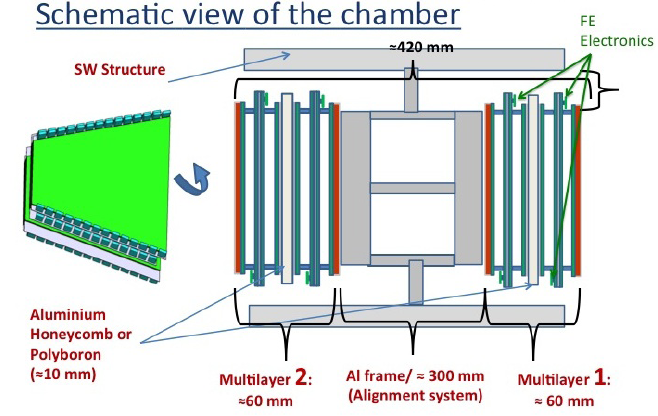 Schematic view of the chamber
FE
Electronics
≈420 mm
SW Structure
Aluminium
Honeycomb or
Polyboron
(≈10 mm)
Multilayer 2:
≈60 mm
Al frame/ ≈ 300 mm
(Alignment system)
Multilayer 1:
≈ 60 mm